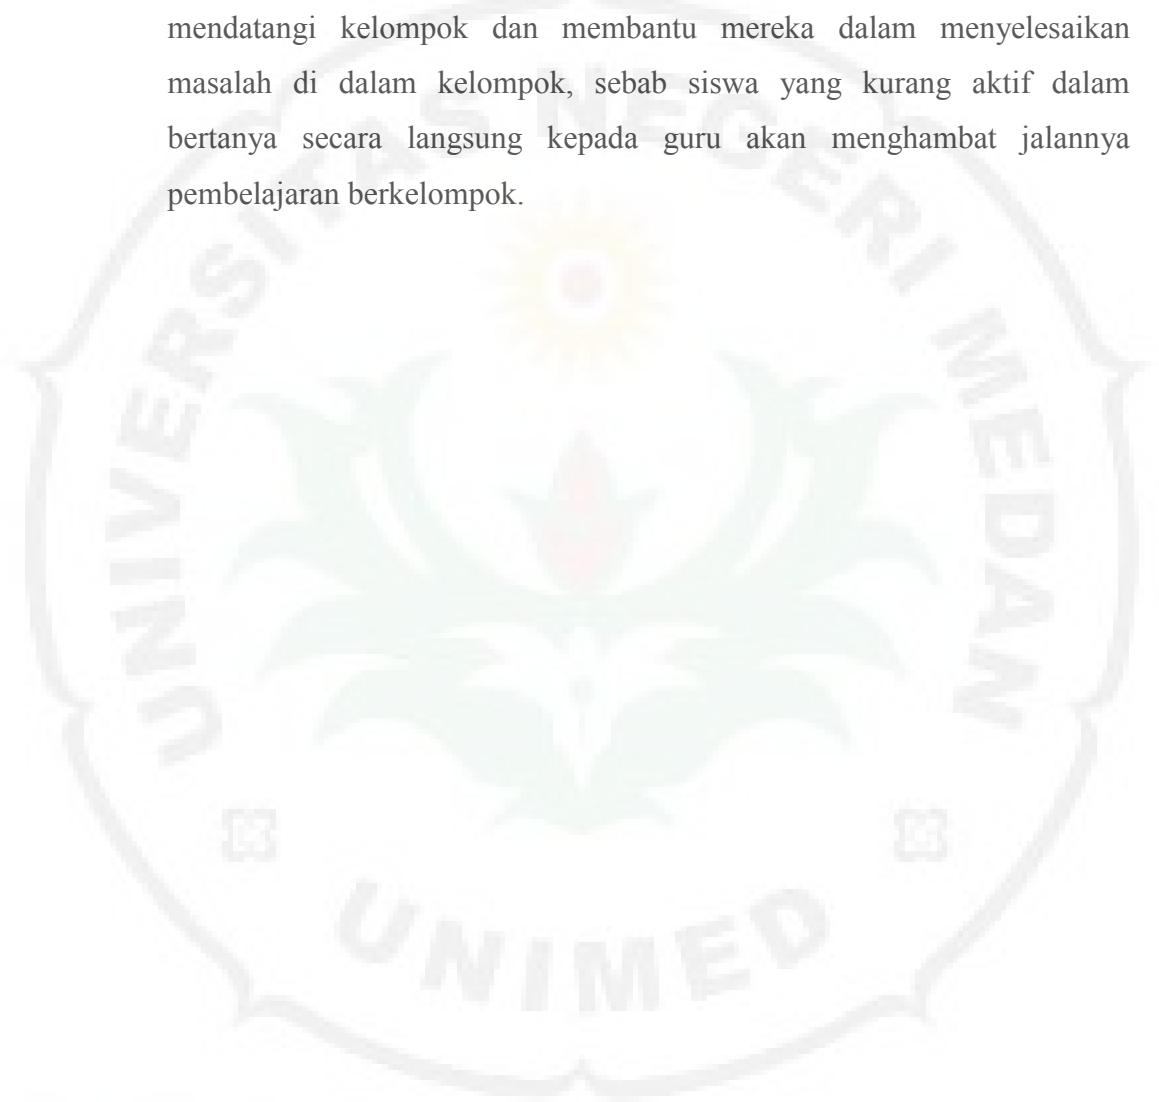 mendatangi kelompok dan membantu mereka dalam menyelesaikan
masalah di dalam kelompok, sebab siswa yang kurang aktif dalam
bertanya secara langsung kepada guru akan menghambat jalannya
pembelajaran berkelompok.
UNIVERSITAS NEGERI MEDAN
UNIMED